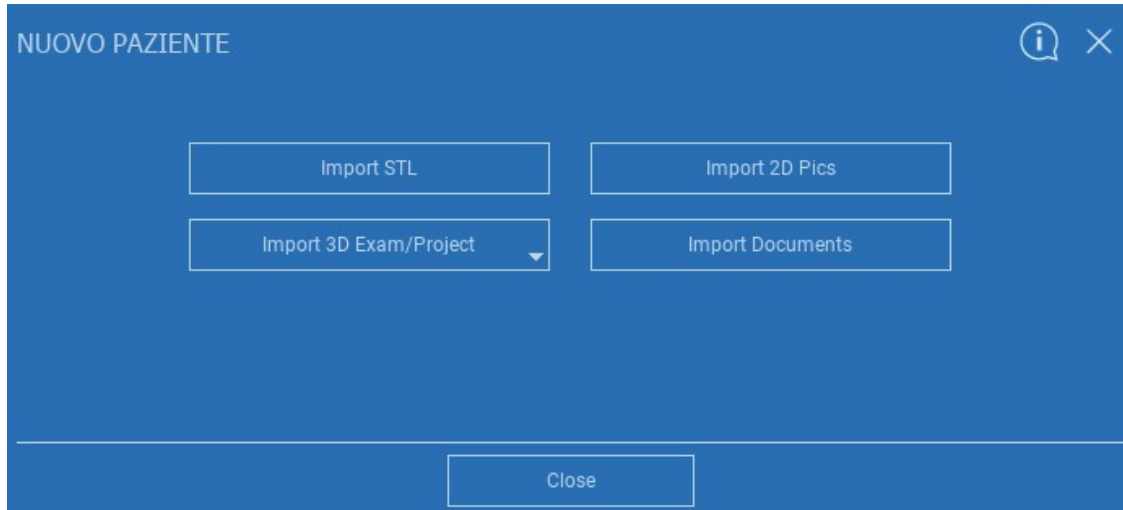 NUOVO PAZIENTE
Import STL
Import 2D Pics
Import 3D Exam/Project
Import Documents
Close